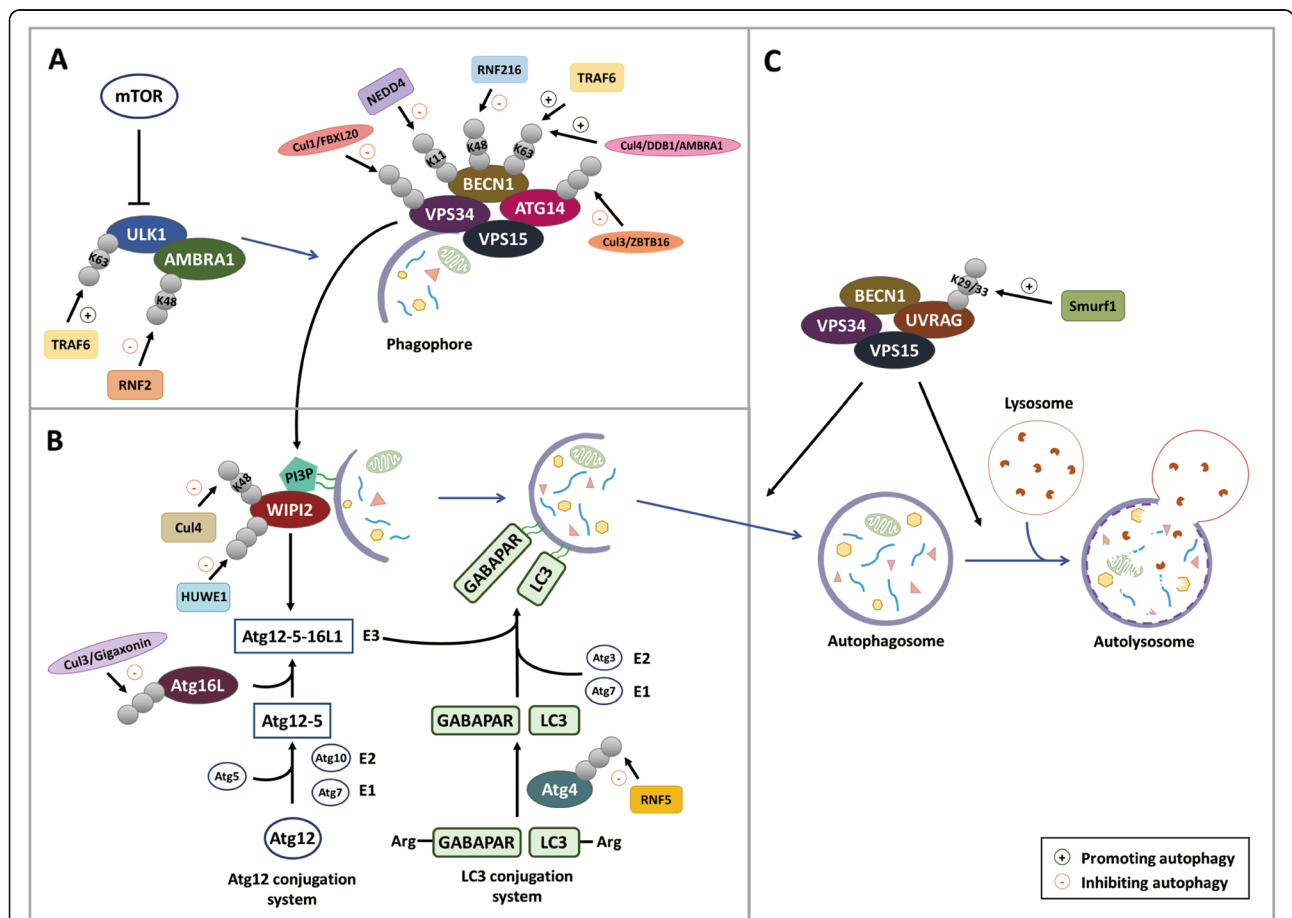 A
mTOR
ULK1
AMBRA1
K63
K48
+
-
TRAF6
RNF2
NEDD4
RNF216
TRAF6
Cul1/FBXL20
Cul4/DDB1/AMBRA1
-
-
-
+
+
K11
K48
K63
BECN1
VPS34
ATG14
VPS15
-
Cul3/ZBTB16
Phagophore
B
PI3P
K48
WIPI2
-
Cul4
-
HUWE1
GABAPAR
LC3
Atg12-5-16L1
E3
Cul3/Gigaxonin
-
Atg16L
Atg3
E2
Atg7
E1
Atg12-5
GABAPAR
LC3
Atg5
Atg10
E2
Atg7
E1
Atg4
-
RNF5
Atg12
Arg
GABAPAR
LC3
Arg
Atg12 conjugation
system
LC3 conjugation
system
C
K29/33
+
Smurf1
BECN1
UVRAG
VPS34
VPS15
Lysosome
Autophagosome
Autolysosome
+ Promoting autophagy
- Inhibiting autophagy